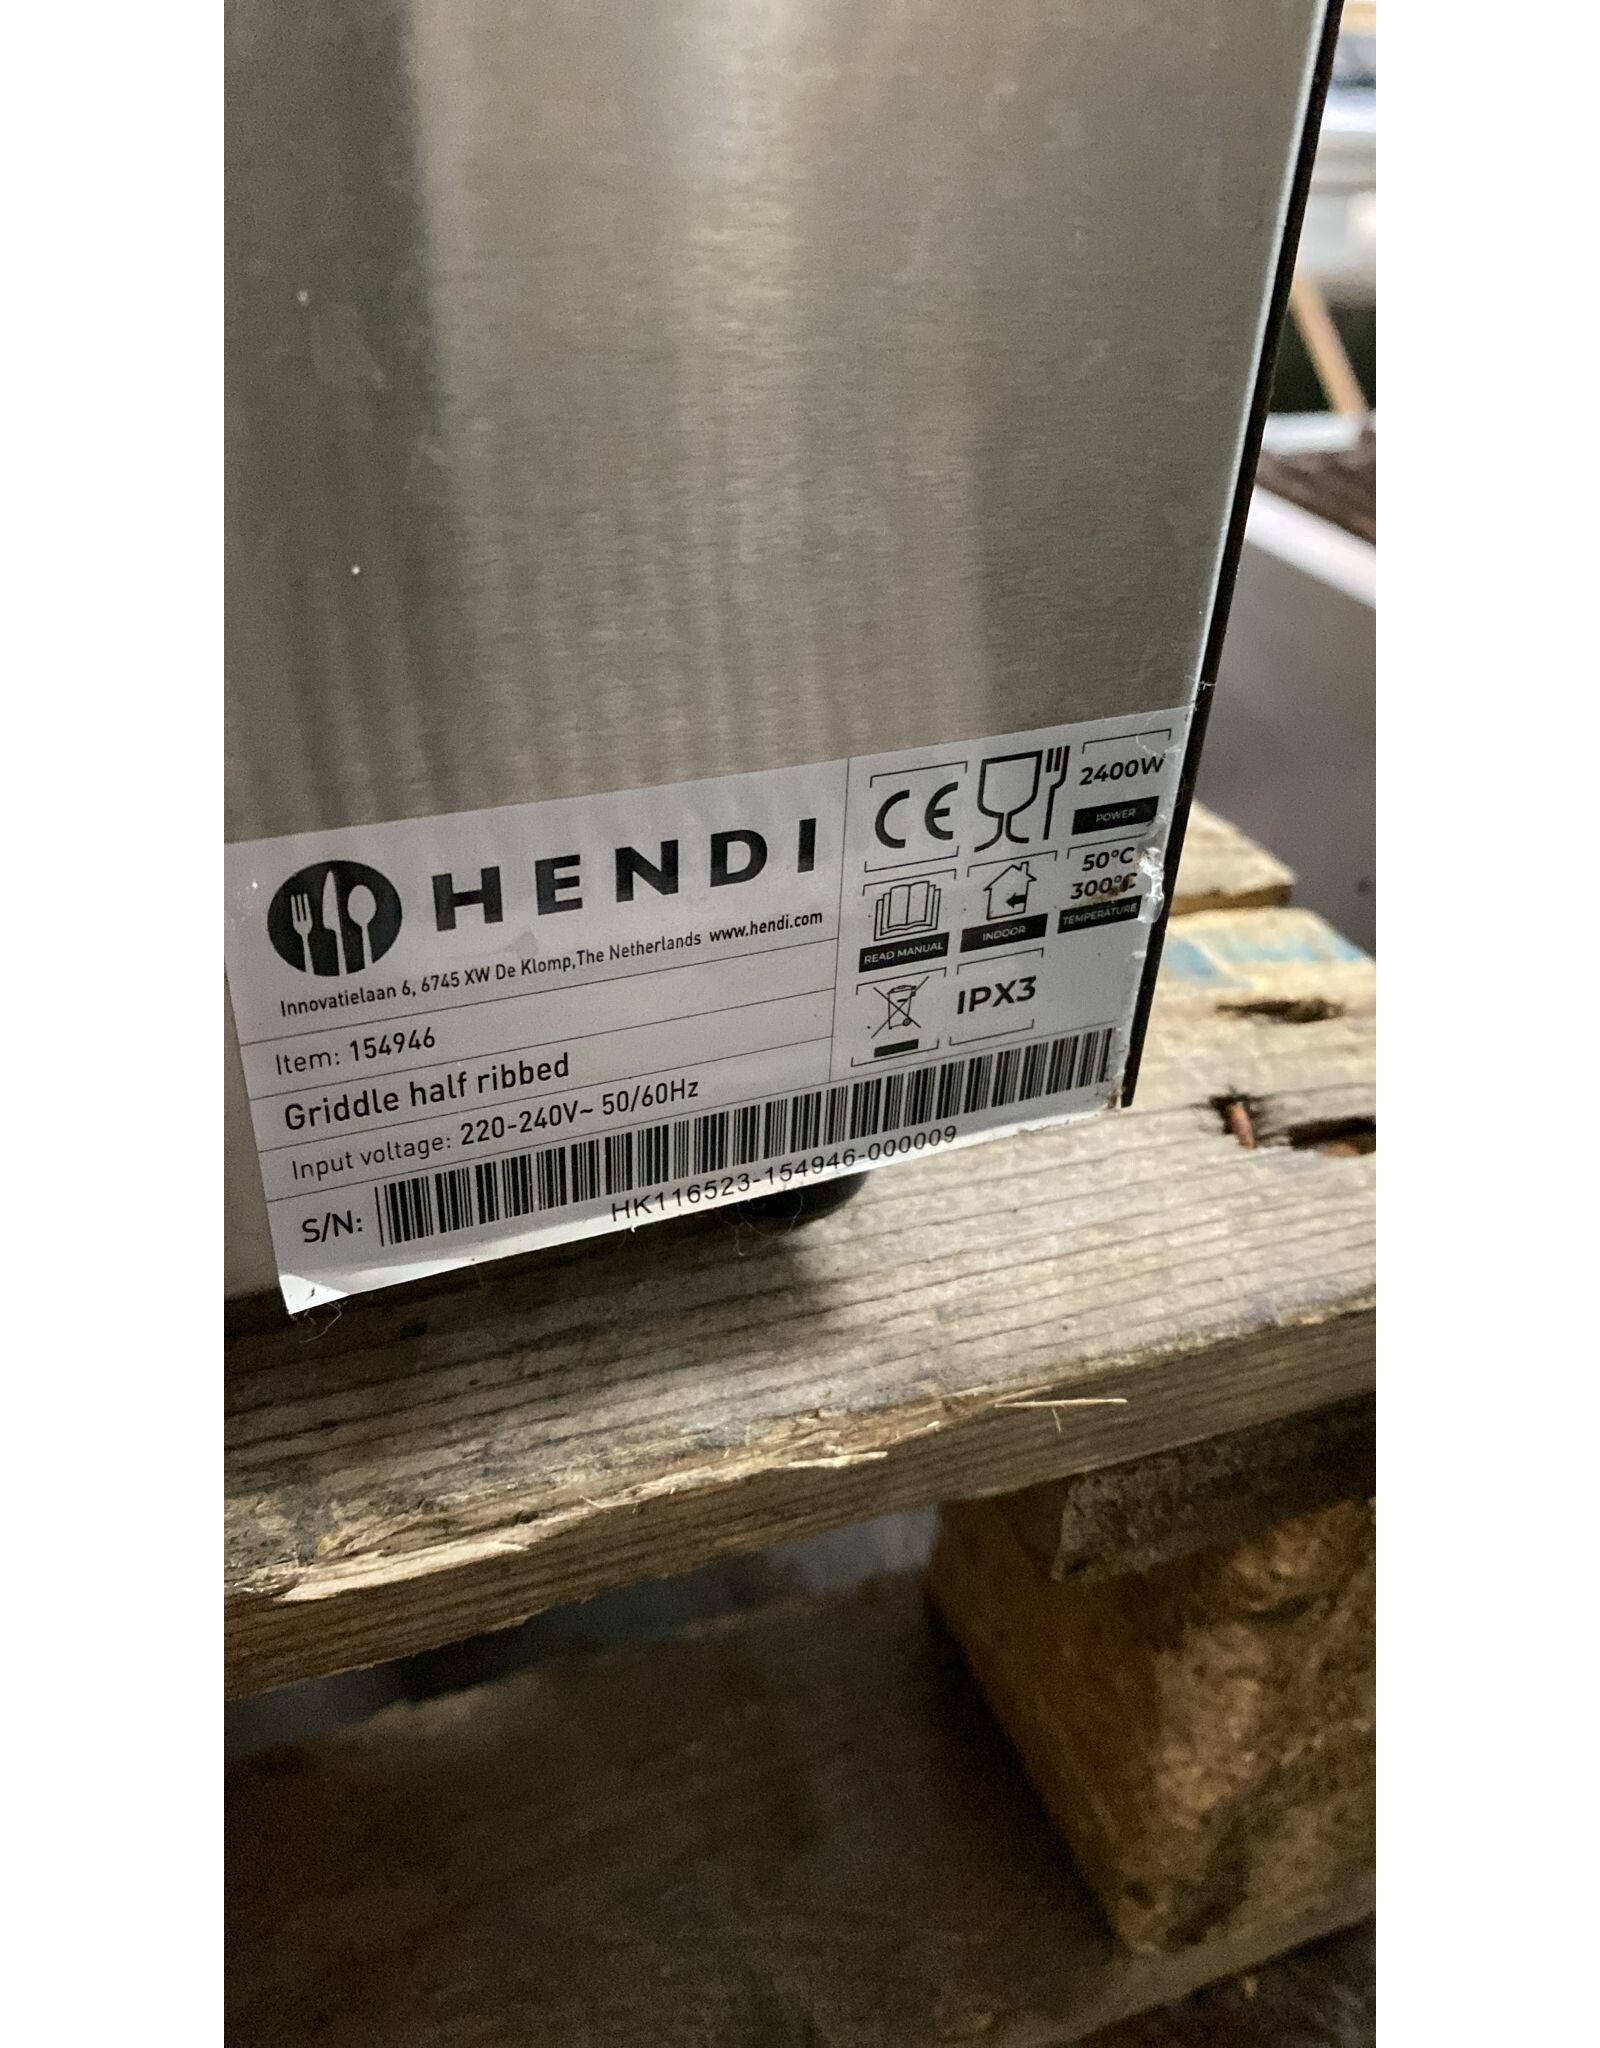 HENDI
Innovatielaan 6, 6745 XW De Klomp,The Netherlands www.hendi.com
Item: 154946
Griddle half ribbed
Input voltage: 220-240V~ 50/60Hz
S/N:
HK116523-154946-000009
CE
2400W
POWER
READ MANUAL
INDOOR
50°C
300°C
TEMPERATURE
IPX3